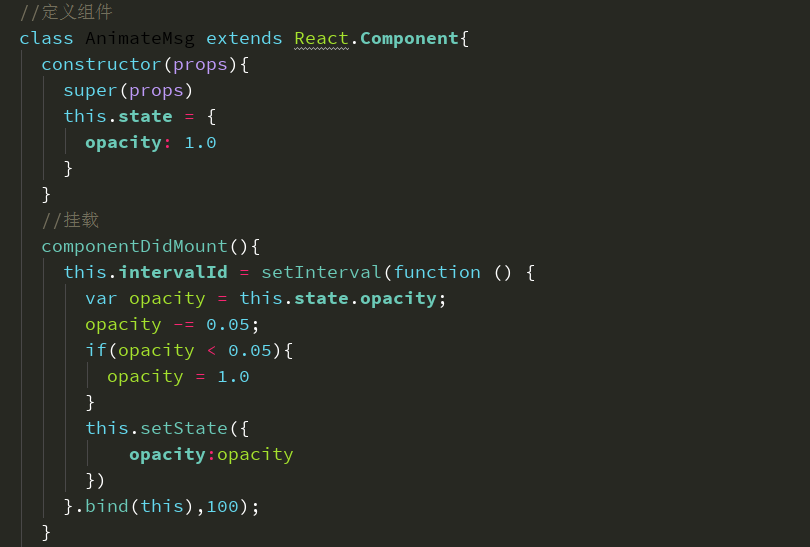 //定义组件
class AnimateMsg extends React.Component{
constructor(props){
super(props)
this.state = {
opacity: 1.0
}
}
//挂载
componentDidMount(){
this.intervalId = setInterval(function () {
var opacity = this.state.opacity;
opacity -= 0.05;
if(opacity < 0.05){
opacity = 1.0
}
this.setState({
opacity:opacity
})
}.bind(this),100);
}